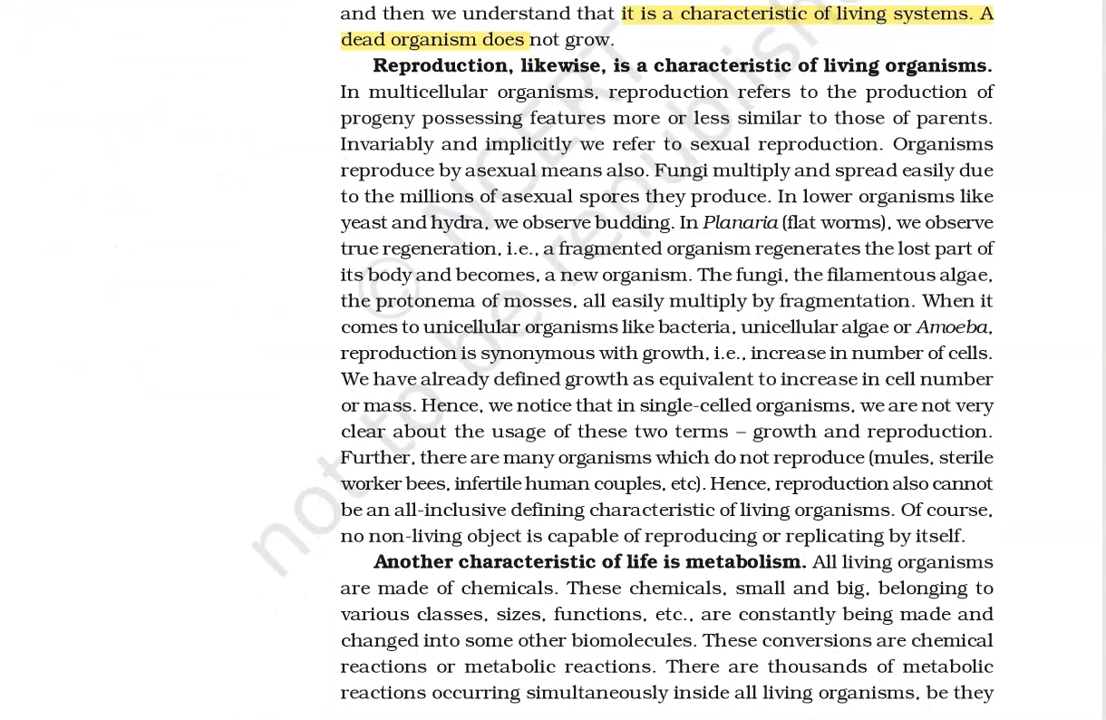 and then we understand that it is a characteristic of living systems. A
dead organism does not grow.
Reproduction, likewise, is a characteristic of living organisms.
In multicellular organisms, reproduction refers to the production of
progeny possessing features more or less similar to those of parents.
Invariably and implicitly we refer to sexual reproduction. Organisms
reproduce by asexual means also. Fungi multiply and spread easily due
to the millions of asexual spores they produce. In lower organisms like
yeast and hydra, we observe budding. In Planaria (flat worms), we observe
true regeneration, i.e., a fragmented organism regenerates the lost part of
its body and becomes, a new organism. The fungi, the filamentous algae,
the protonema of mosses, all easily multiply by fragmentation. When it
comes to unicellular organisms like bacteria, unicellular algae or Amoeba,
reproduction is synonymous with growth, i.e., increase in number of cells.
We have already defined growth as equivalent to increase in cell number
or mass. Hence, we notice that in single-celled organisms, we are not very
clear about the usage of these two terms – growth and reproduction.
Further, there are many organisms which do not reproduce (mules, sterile
worker bees, infertile human couples, etc). Hence, reproduction also cannot
be an all-inclusive defining characteristic of living organisms. Of course,
no non-living object is capable of reproducing or replicating by itself.
Another characteristic of life is metabolism. All living organisms
are made of chemicals. These chemicals, small and big, belonging to
various classes, sizes, functions, etc., are constantly being made and
changed into some other biomolecules. These conversions are chemical
reactions or metabolic reactions. There are thousands of metabolic
reactions occurring simultaneously inside all living organisms, be they
© NCERT
not to be republishe